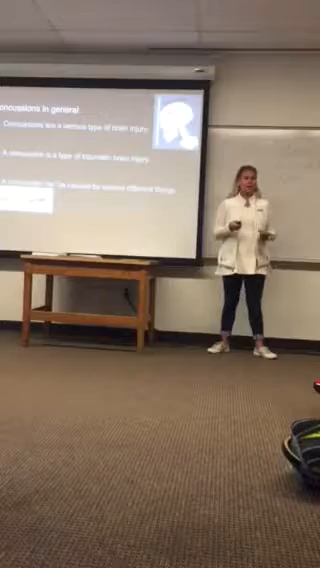 oncussions in general
Concussions are a serious type of brain injury.
A concussion is a type of traumatic brain injury.
A concussion can be caused by several different things.